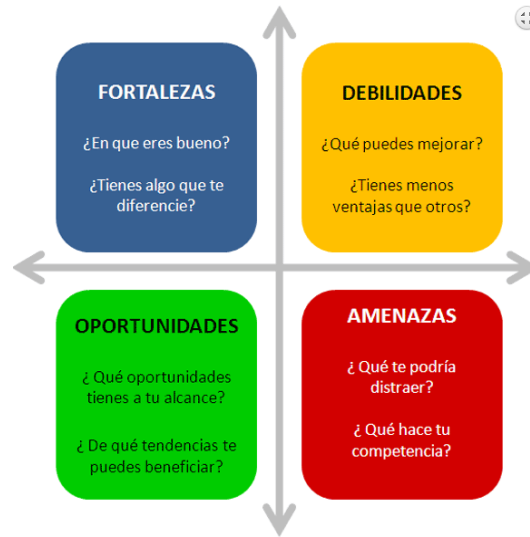 FORTALEZAS
¿En que eres bueno?
¿Tienes algo que te
diferencie?
DEBILIDADES
¿Qué puedes mejorar?
¿Tienes menos
ventajas que otros?
OPORTUNIDADES
¿ Qué oportunidades
tienes a tu alcance?
¿ De qué tendencias te
puedes beneficiar?
AMENAZAS
¿ Qué te podría
distraer?
¿ Qué hace tu
competencia?